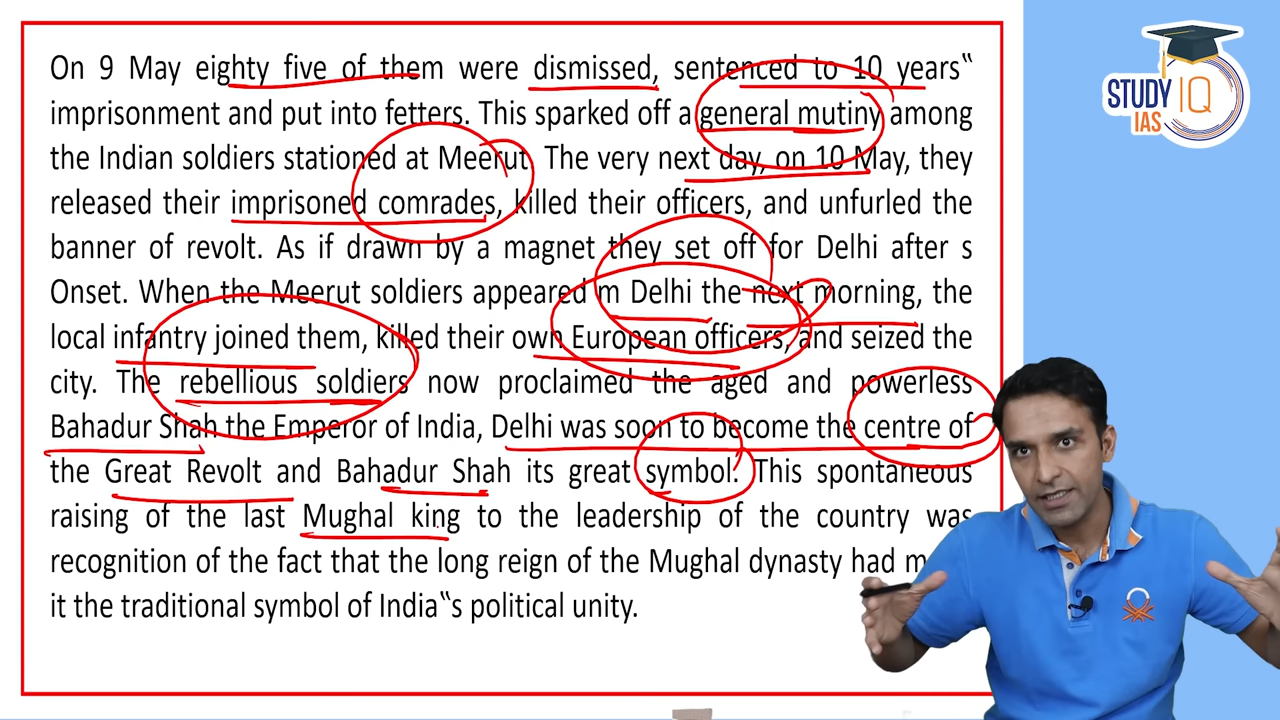 On 9 May eighty five of them were dismissed, sentenced to 10 years‟
imprisonment and put into fetters. This sparked off a general mutiny among
the Indian soldiers stationed at Meerut. The very next day, on 10 May, they
released their imprisoned comrades, killed their officers, and unfurled the
banner of revolt. As if drawn by a magnet they set off for Delhi after s
Onset. When the Meerut soldiers appeared m Delhi the next morning, the
local infantry joined them, killed their own European officers, and seized the
city. The rebellious soldiers now proclaimed the aged and powerless
Bahadur Shah the Emperor of India, Delhi was soon to become the centre of
the Great Revolt and Bahadur Shah its great symbol. This spontaneous
raising of the last Mughal king to the leadership of the country was
recognition of the fact that the long reign of the Mughal dynasty had
it the traditional symbol of India‟s political unity.
STUDY IQ
IAS